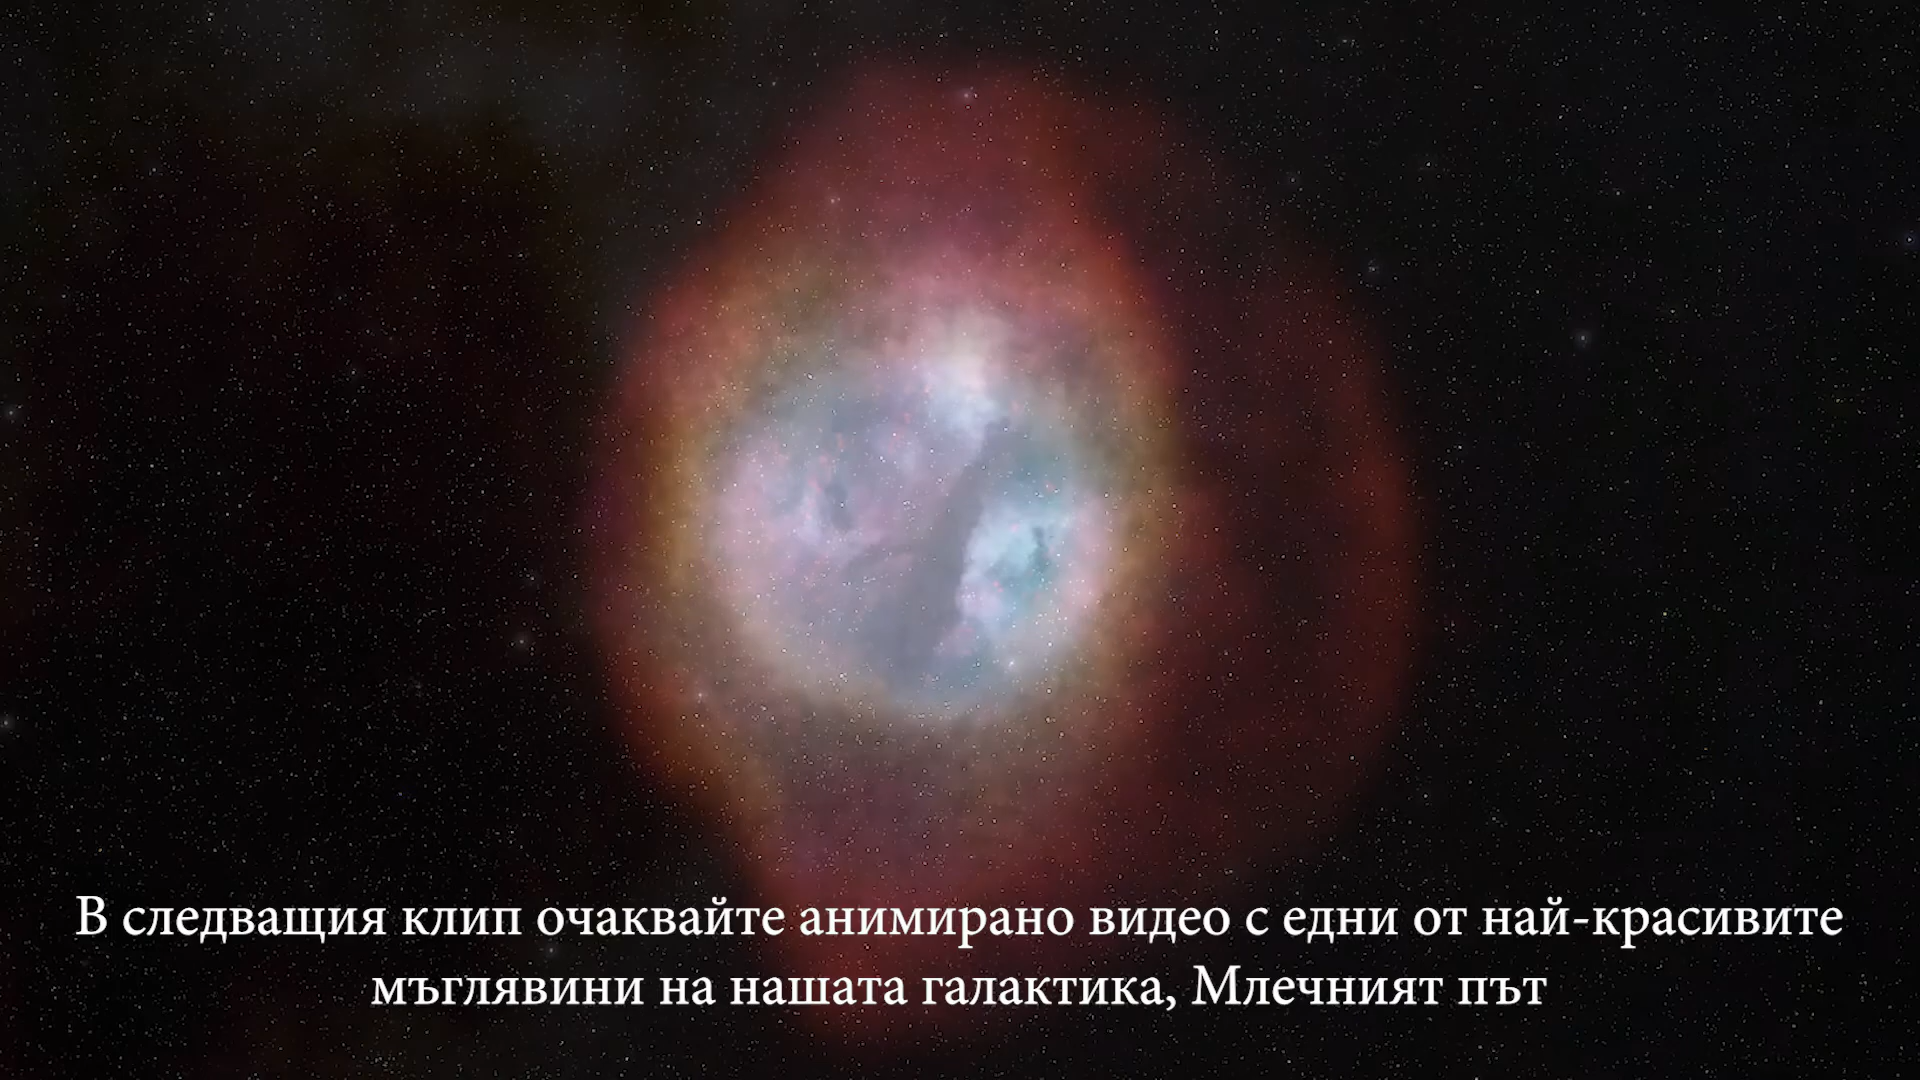 В следващия клип очаквайте анимирано видео с едни от най-красивите
мъглявини на нашата галактика, Млечният път